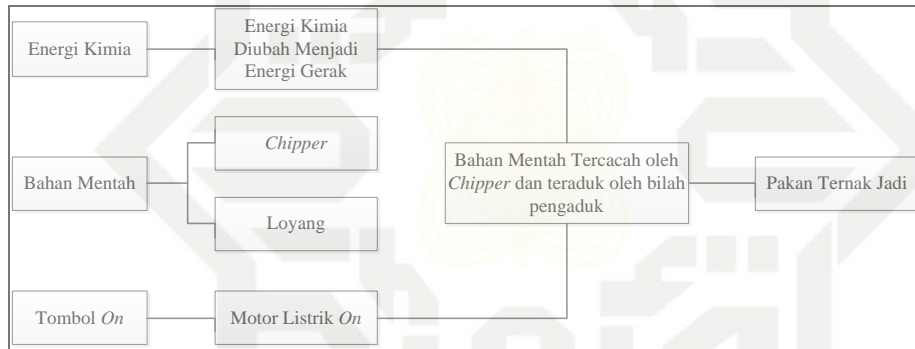 Energi Kimia
Energi Kimia
Diubah Menjadi
Energi Gerak
Chipper
Bahan Mentah
Loyang
Bahan Mentah Tercacah oleh
Chipper dan teraduk oleh bilah
pengaduk
Pakan Ternak Jadi
Tombol On
Motor Listrik On